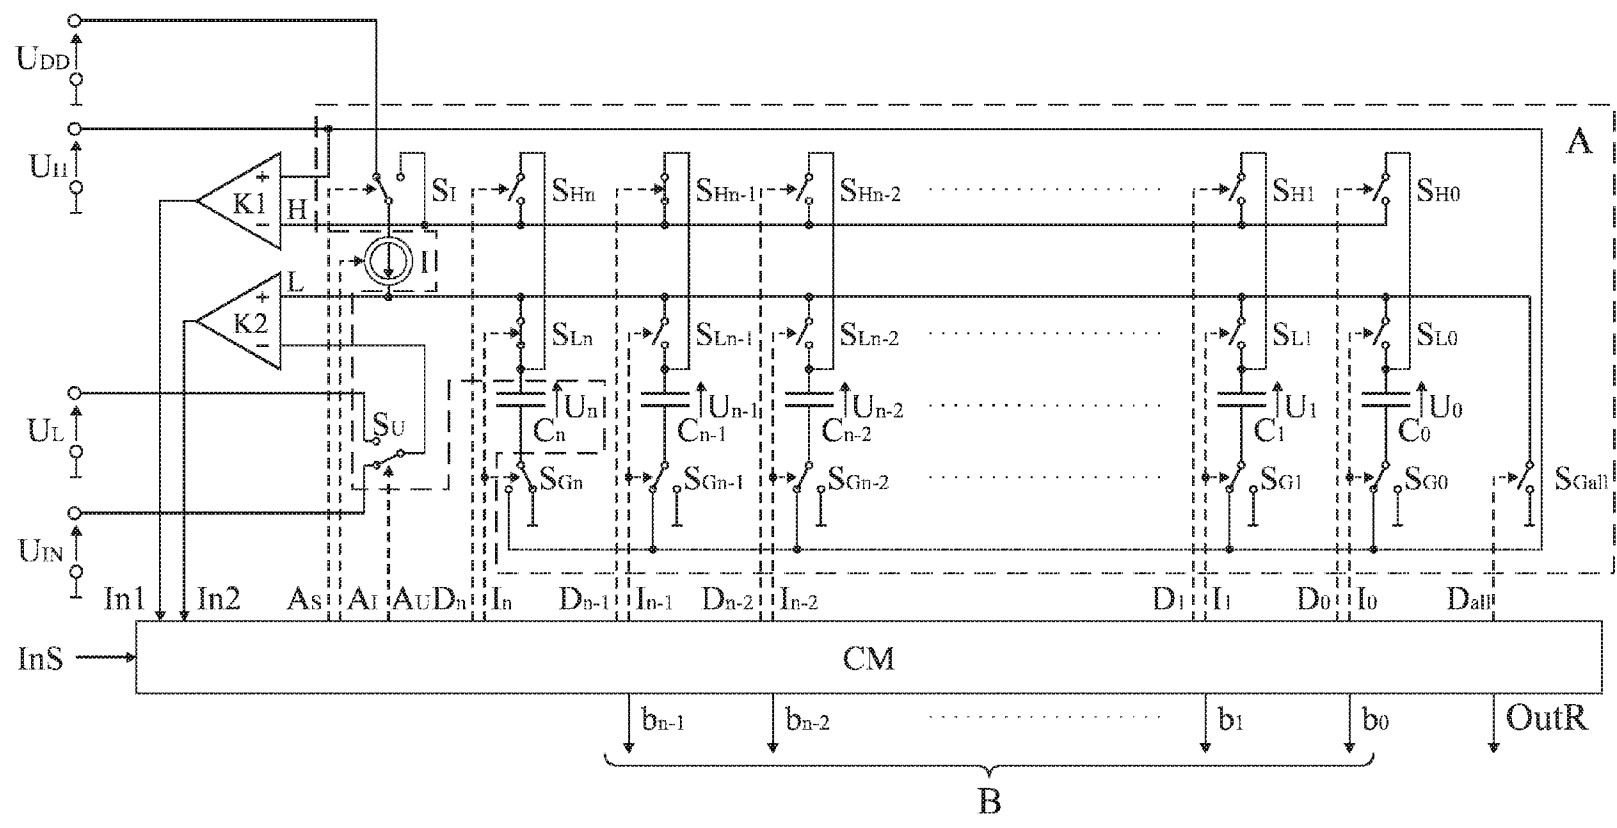 UDD
A
UH
K1
+
−
H
SI
SHn
SHn-1
SHn-2
SH1
SH0
I
L
K2
+
−
SLn
SLn-1
SLn-2
SL1
SL0
UL
SU
Un
Un-1
Un-2
U1
U0
Cn
Cn-1
Cn-2
C1
C0
SGn
SGn-1
SGn-2
SG1
SG0
SGall
UIN
In1
In2
As
AI
AU
Dn
In
Dn-1
In-1
Dn-2
In-2
D1
I1
D0
I0
Dall
InS
CM
bn-1
bn-2
b1
b0
OutR
B